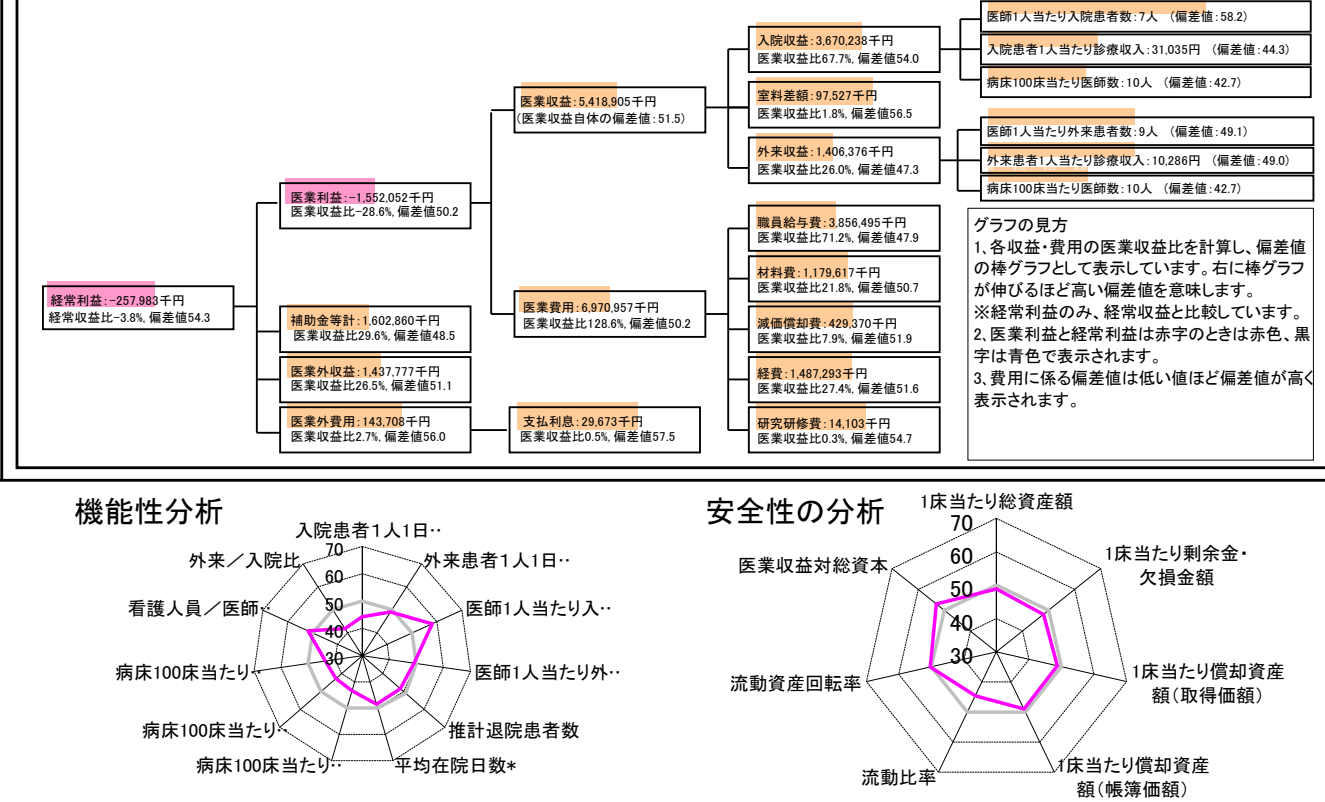 医師1人当たり入院患者数:7人 (偏差値:58.2)
入院患者1人当たり診療収入:31,035円 (偏差値:44.3)
病床100床当たり医師数:10人 (偏差値:42.7)
入院収益:3,670,238千円
医業収益比67.7%, 偏差値54.0
室料差額:97,527千円
医業収益比1.8%, 偏差値56.5
外来収益:1,406,376千円
医業収益比26.0%, 偏差値47.3
医師1人当たり外来患者数:9人 (偏差値:49.1)
外来患者1人当たり診療収入:10,286円 (偏差値:49.0)
病床100床当たり医師数:10人 (偏差値:42.7)
医業収益:5,418,905千円
(医業収益自体の偏差値:51.5)
医業利益:-1,552,052千円
医業収益比-28.6%, 偏差値50.2
経常利益:-257,983千円
経常収益比-3.8%, 偏差値54.3
補助金等計:1,602,860千円
医業収益比29.6%, 偏差値48.5
医業外収益:1,437,777千円
医業収益比26.5%, 偏差値51.1
医業外費用:143,708千円
医業収益比2.7%, 偏差値56.0
医業費用:6,970,957千円
医業収益比128.6%, 偏差値50.2
支払利息:29,673千円
医業収益比0.5%, 偏差値57.5
職員給与費:3,856,495千円
医業収益比71.2%, 偏差値47.9
材料費:1,179,617千円
医業収益比21.8%, 偏差値50.7
減価償却費:429,370千円
医業収益比7.9%, 偏差値51.9
経費:1,487,293千円
医業収益比27.4%, 偏差値51.6
研究研修費:14,103千円
医業収益比0.3%, 偏差値54.7
グラフの見方
1、各収益・費用の医業収益比を計算し、偏差値
の棒グラフとして表示しています。右に棒グラフ
が伸びるほど高い偏差値を意味します。
※経常利益のみ、経常収益と比較しています。
2、医業利益と経常利益は赤字のときは赤色、黒
字は青色で表示されます。
3、費用に係る偏差値は低い値ほど偏差値が高く
表示されます。
機能性分析
入院患者1人1日‥
外来患者1人1日‥
医師1人当たり入‥
医師1人当たり外‥
推計退院患者数
平均在院日数*
病床100床当たり‥
病床100床当たり‥
病床100床当たり‥
看護人員/医師‥
外来/入院比
70
60
50
40
30
安全性の分析
1床当たり総資産額
1床当たり剰余金・
欠損金額
1床当たり償却資産
額(取得価額)
1床当たり償却資産
額(帳簿価額)
流動比率
流動資産回転率
医業収益対総資本
70
60
50
40
30